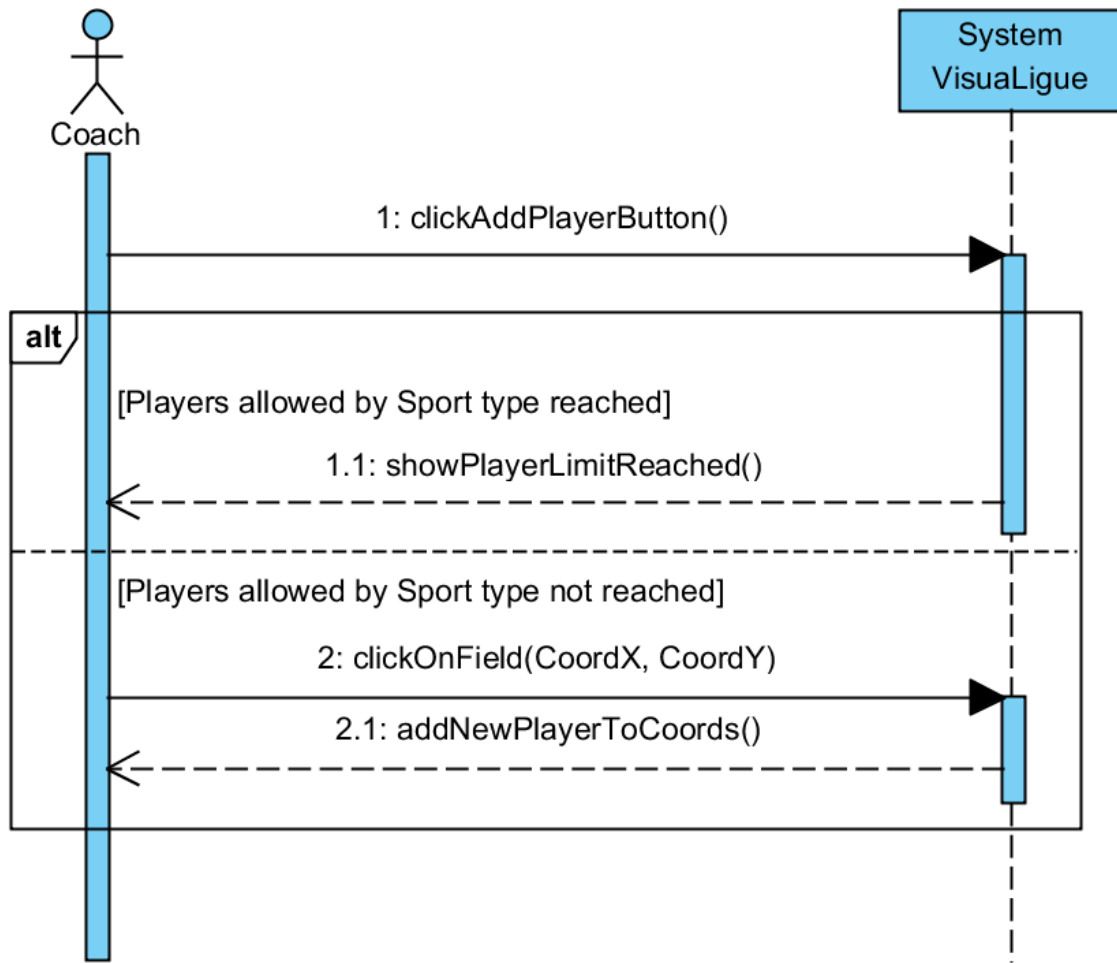 System
VisuaLigue
Coach
1: clickAddPlayerButton()
alt
[Players allowed by Sport type reached]
1.1: showPlayerLimitReached()
[Players allowed by Sport type not reached]
2: clickOnField(CoordX, CoordY)
2.1: addNewPlayerToCoords()